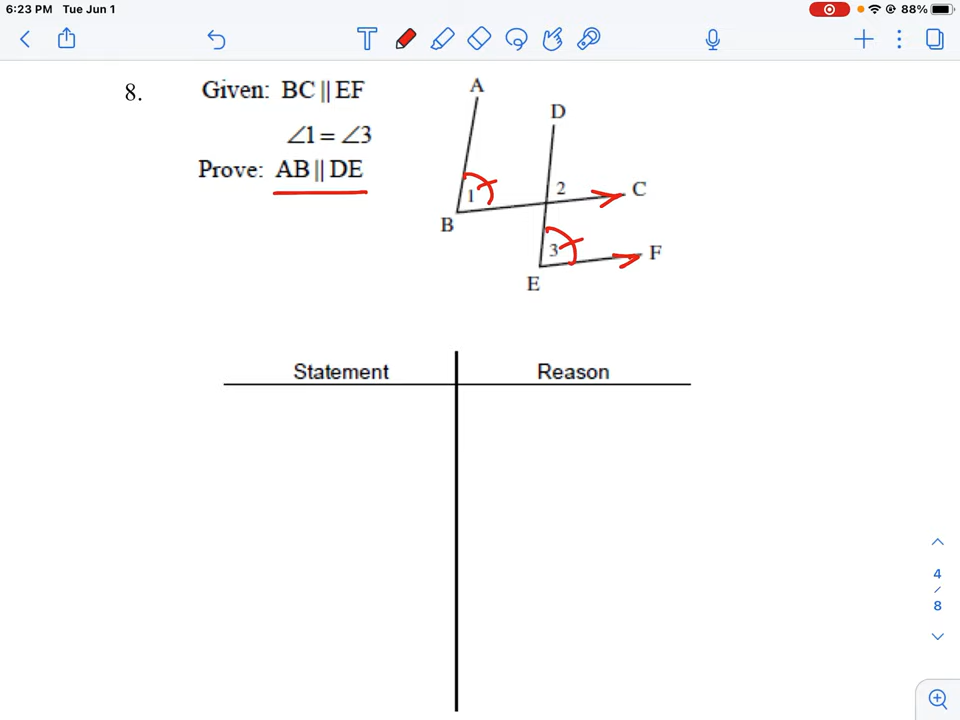 6:23 PM Tue Jun 1
88%
8. Given: BC || EF
∠1 = ∠3
Prove: AB || DE
A
D
2 C
1
B
3 F
E
Statement Reason
4
/
8